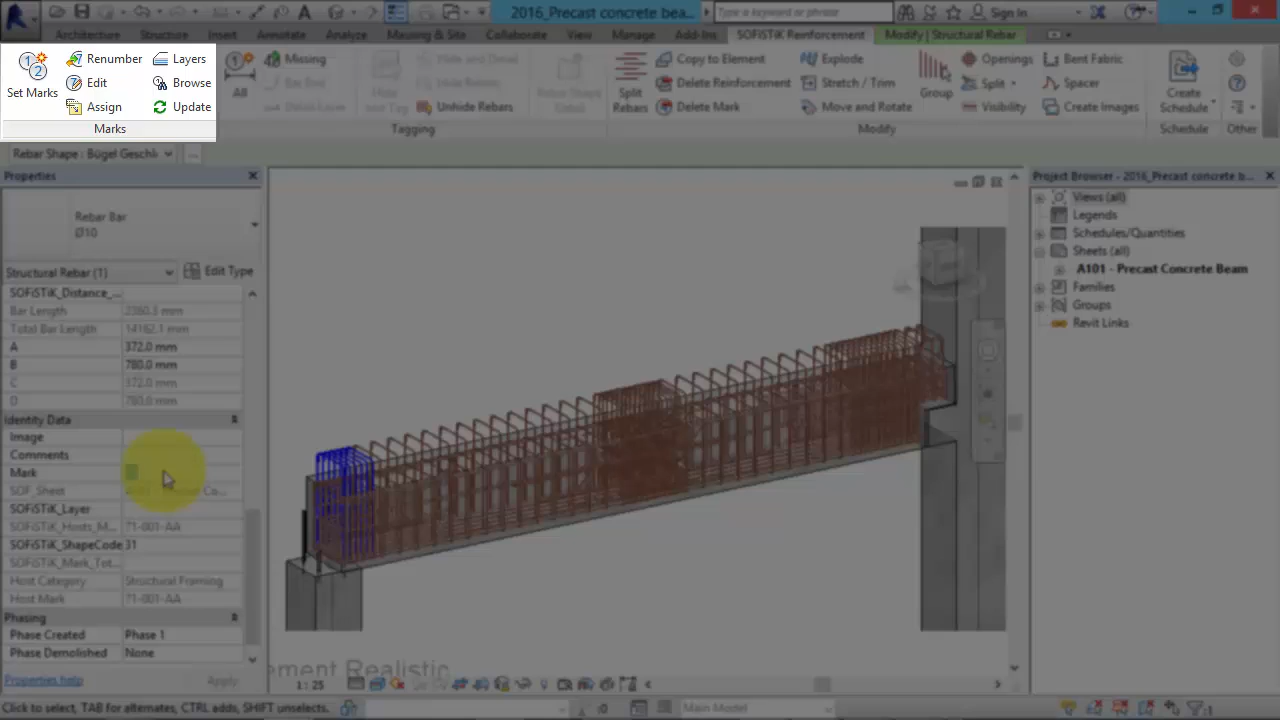 2016_Precast concrete bea...
Type a keyword or phrase
Sign In
Architecture Structure Insert Annotate Analyze Massing & Site Collaborate View Manage Add-Ins SOFiSTiK Reinforcement Modify | Structural Rebar
Set Marks
Renumber
Edit
Assign
Layers
Browse
Update
Marks
All
Missing
Unhide Rebars
Tagging
Split Rebars
Copy to Element
Delete Reinforcement
Delete Mark
Explode
Stretch / Trim
Move and Rotate
Group
Openings
Split
Visibility
Bent Fabric
Spacer
Create Images
Modify
Create Schedule
Schedule
Other
Rebar Shape : Bügel Geschl
Properties
Rebar Bar
Ø10
Structural Rebar (1)
Edit Type
SOFiSTiK_Distance_...
Bar Length 2360.3 mm
Total Bar Length 14162.1 mm
A 372.0 mm
B 780.0 mm
C 372.0 mm
D 780.0 mm
Identity Data
Image
Comments
Mark
SOF_Sheet
SOFiSTiK_Layer
SOFiSTiK_Hosts_M... 71-001-AA
SOFiSTiK_ShapeCode 31
SOFiSTiK_Mark_Tot...
Host Category Structural Framing
Host Mark 71-001-AA
Phasing
Phase Created Phase 1
Phase Demolished None
Properties help
Apply
ement Realistic
1 : 25
Project Browser - 2016_Precast concrete b...
Views (all)
Legends
Schedules/Quantities
Sheets (all)
A101 - Precast Concrete Beam
Families
Groups
Revit Links
Click to select, TAB for alternates, CTRL adds, SHIFT unselects.
:0
Main Model
:1